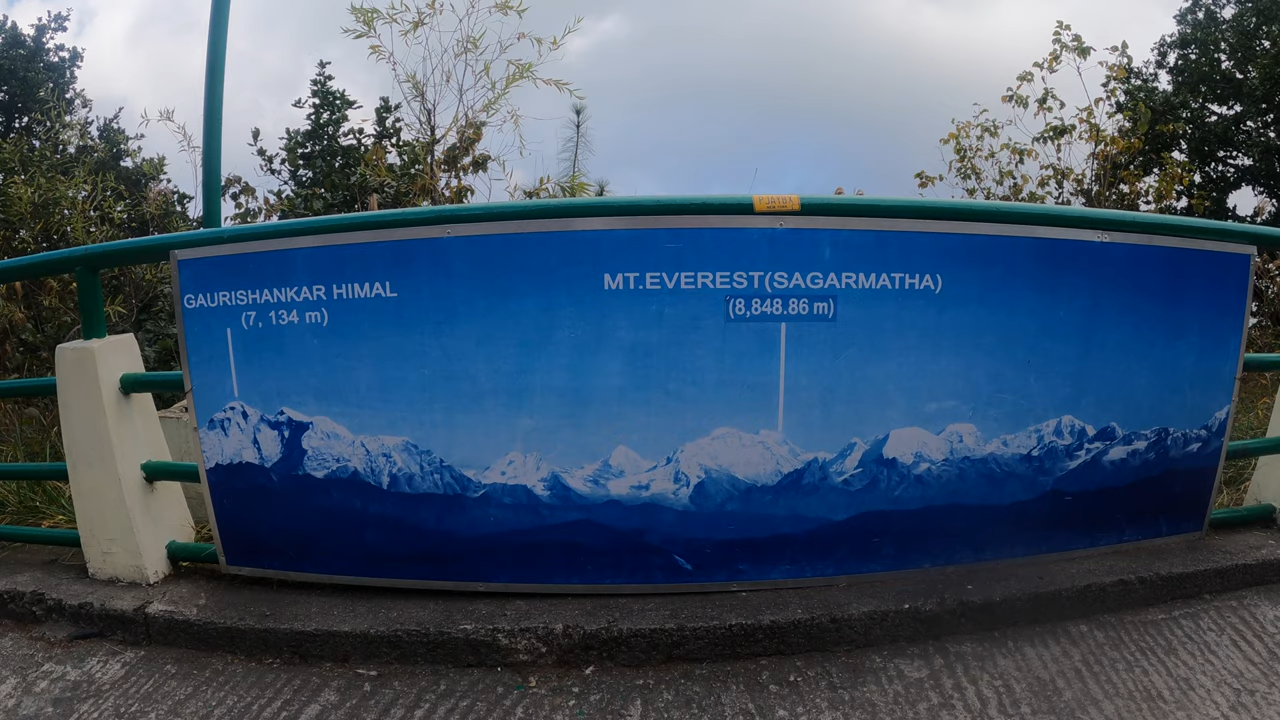 GAURISHANKAR HIMAL
(7, 134 m)
MT.EVEREST(SAGARMATHA)
(8,848.86 m)